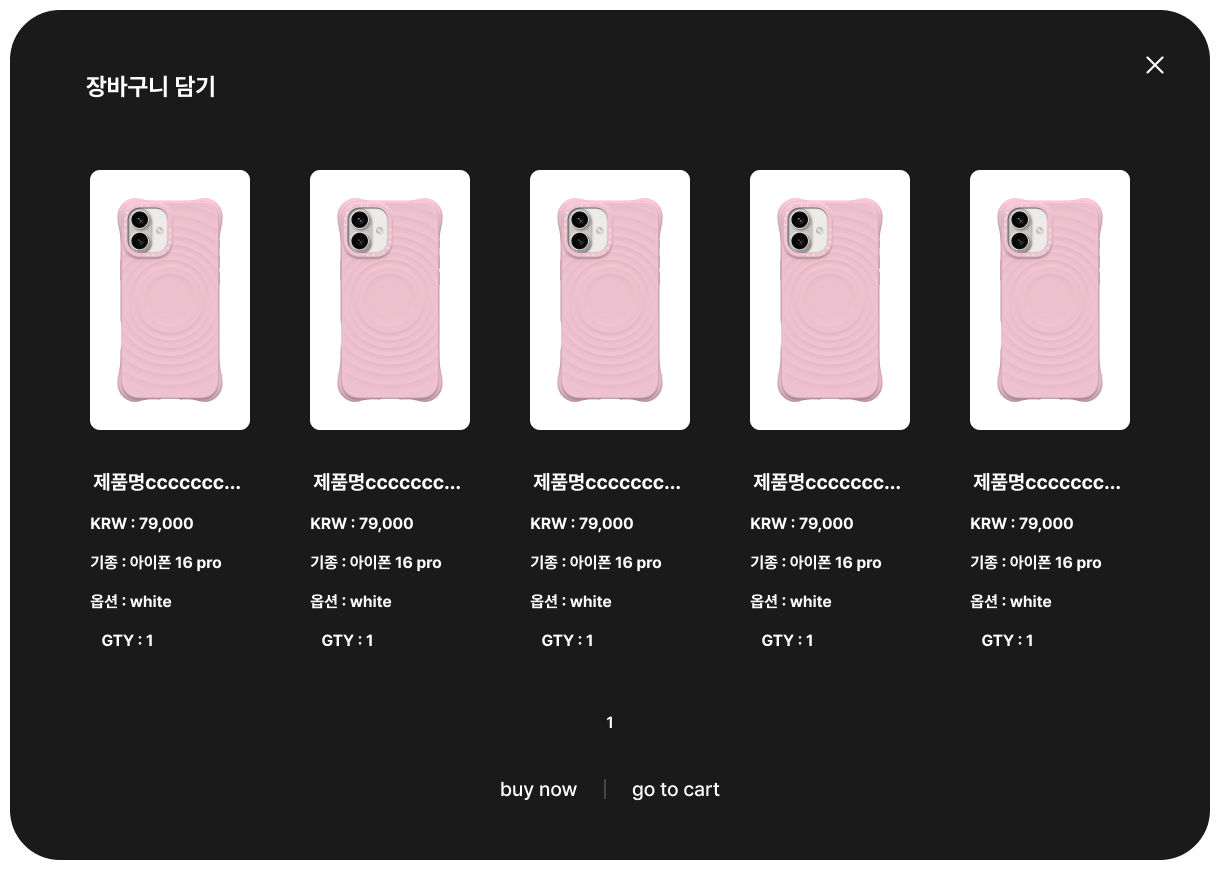 장바구니 담기
제품명ccccccc... 제품명ccccccc... 제품명ccccccc... 제품명ccccccc... 제품명ccccccc...
KRW : 79,000 KRW : 79,000 KRW : 79,000 KRW : 79,000 KRW : 79,000
기종 : 아이폰 16 pro 기종 : 아이폰 16 pro 기종 : 아이폰 16 pro 기종 : 아이폰 16 pro 기종 : 아이폰 16 pro
옵션 : white 옵션 : white 옵션 : white 옵션 : white 옵션 : white
GTY : 1 GTY : 1 GTY : 1 GTY : 1 GTY : 1
1
buy now | go to cart